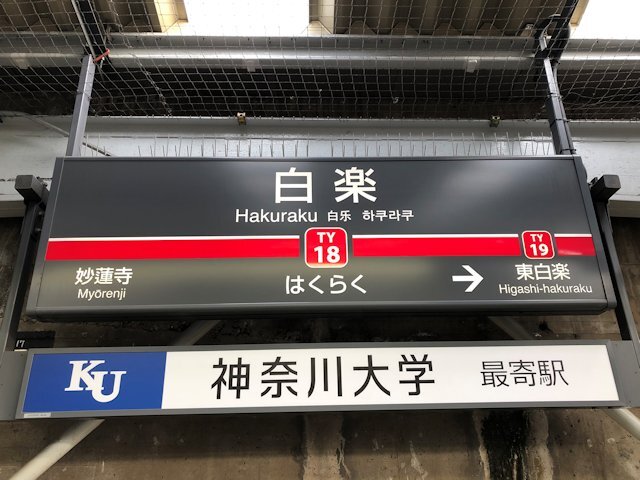 白楽
Hakuraku 白乐 하쿠라쿠
TY
18
TY
19
妙蓮寺
Myōrenji
はくらく
→
東白楽
Higashi-hakuraku
17
KU 神奈川大学 最寄駅